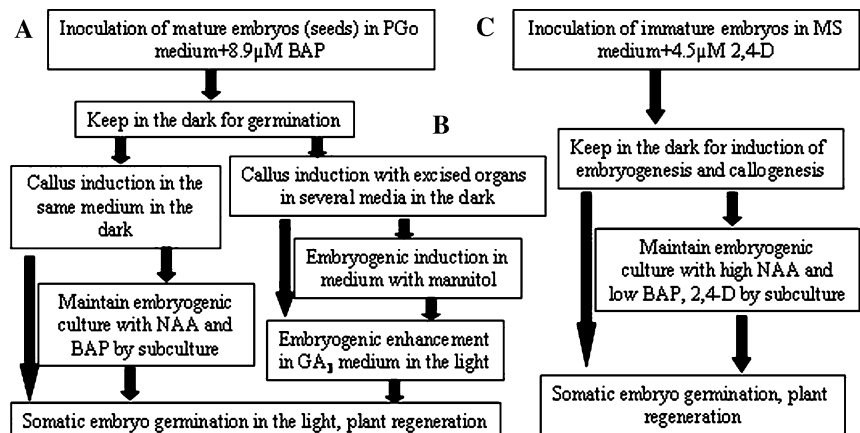 A
Inoculation of mature embryos (seeds) in PGo
medium+8.9μM BAP
Keep in the dark for germination
B
Callus induction in the
same medium in the
dark
Callus induction with excised organs
in several media in the dark
Embryogenic induction in
medium with mannitol
Maintain embryogenic
culture with NAA and
BAP by subculture
Embryogenic enhancement
in GA₃ medium in the light
Somatic embryo germination in the light, plant regeneration
C
Inoculation of immature embryos in MS
medium+4.5μM 2,4-D
Keep in the dark for induction of
embryogenesis and callogenesis
Maintain embryogenic
culture with high NAA and
low BAP, 2,4-D by subculture
Somatic embryo germination, plant
regeneration